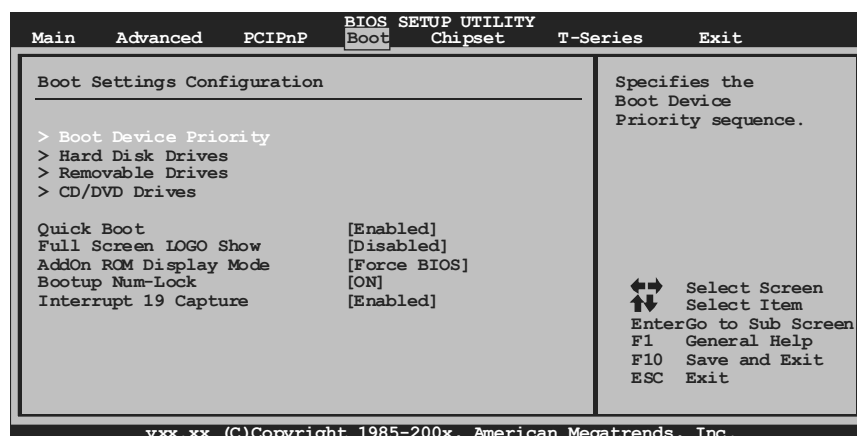 BIOS SETUP UTILITY
Main Advanced PCIPnP Boot Chipset T-Series Exit
Boot Settings Configuration
> Boot Device Priority
> Hard Disk Drives
> Removable Drives
> CD/DVD Drives
Quick Boot [Enabled]
Full Screen LOGO Show [Disabled]
AddOn ROM Display Mode [Force BIOS]
Bootup Num-Lock [ON]
Interrupt 19 Capture [Enabled]
Specifies the
Boot Device
Priority sequence.
Select Screen
Select Item
EnterGo to Sub Screen
F1 General Help
F10 Save and Exit
ESC Exit
vxx.xx (C)Copyright 1985-200x, American Megatrends, Inc.